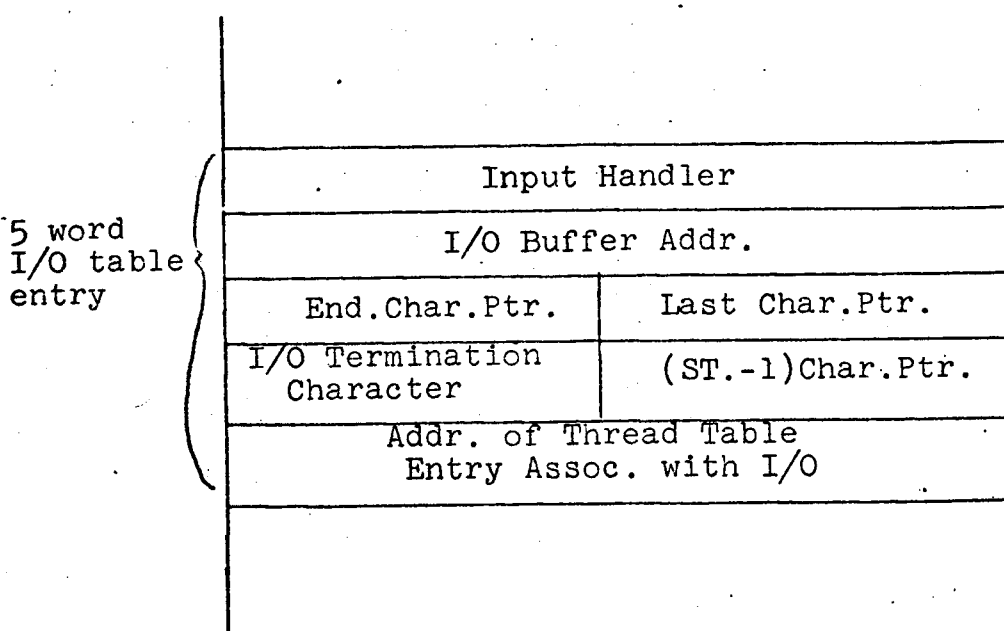 Input Handler
5 word
I/O table
entry
I/O Buffer Addr.
End.Char.Ptr.
Last Char.Ptr.
I/O Termination
Character
(ST.-1)Char.Ptr.
Addr. of Thread Table
Entry Assoc. with I/O